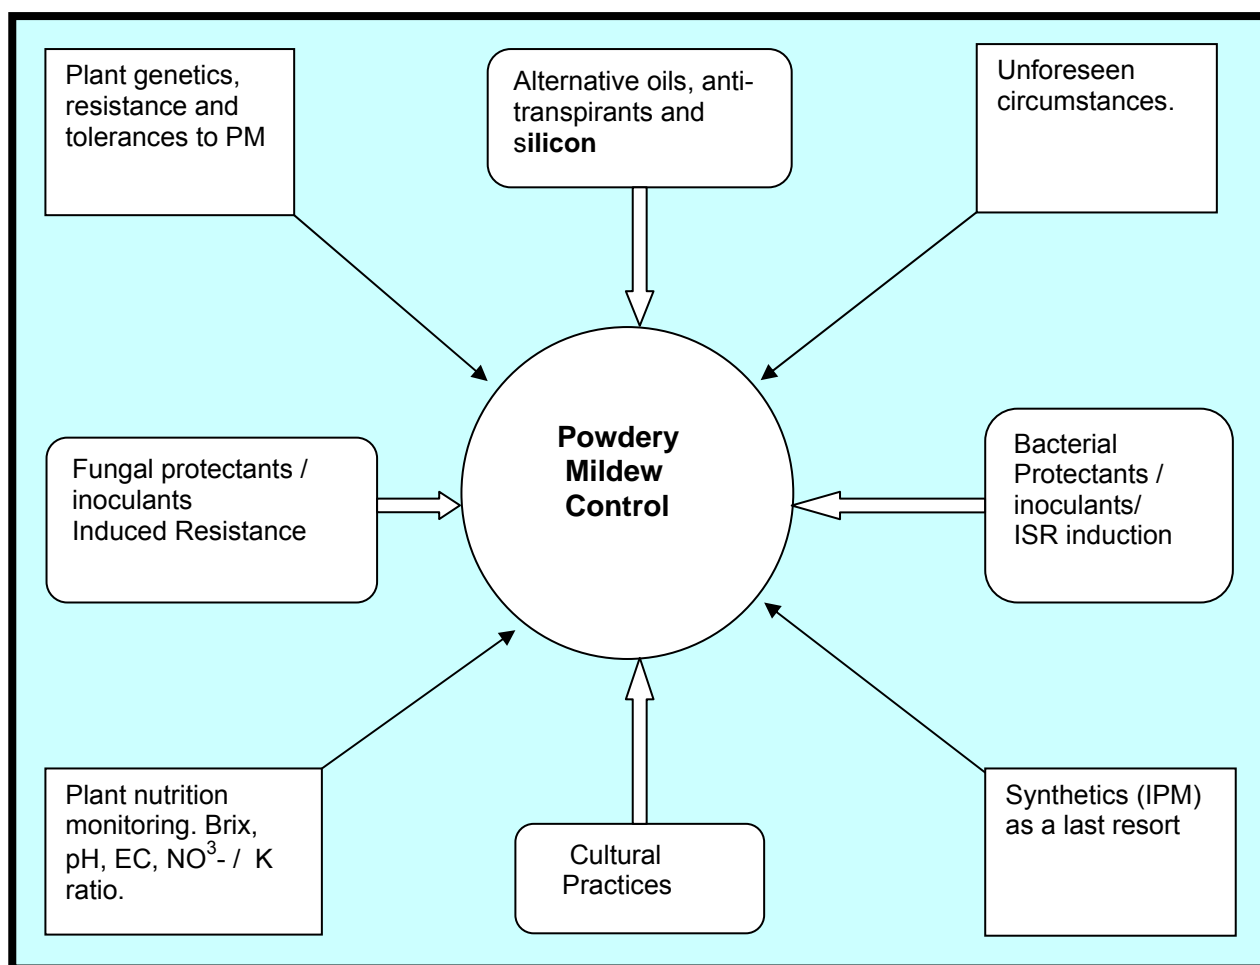 Plant genetics,
resistance and
tolerances to PM
Alternative oils, anti-
transpirants and
silicon
Unforeseen
circumstances.
Fungal protectants /
inoculants
Induced Resistance
Powdery
Mildew
Control
Bacterial
Protectants /
inoculants/
ISR induction
Plant nutrition
monitoring. Brix,
pH, EC, NO³- / K
ratio.
Cultural
Practices
Synthetics (IPM)
as a last resort